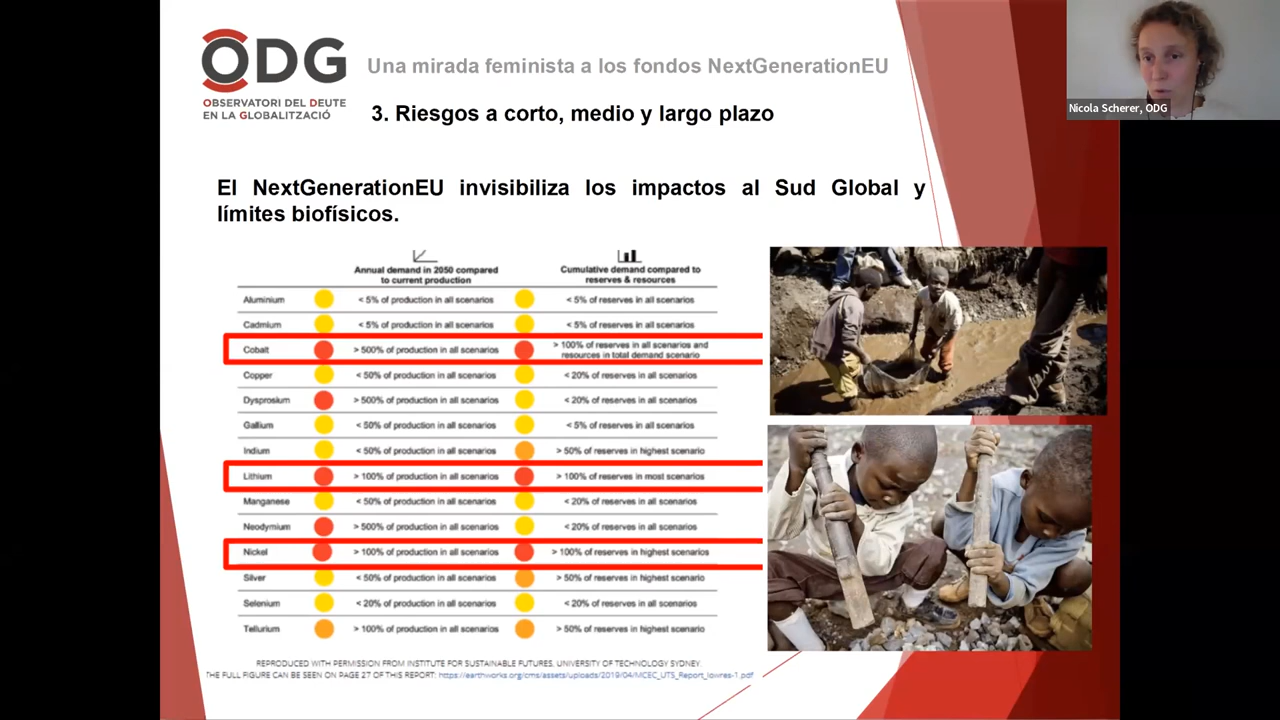 ODG
OBSERVATORI DEL DEUTE
EN LA GLOBALITZACIÓ
Una mirada feminista a los fondos NextGenerationEU
3. Riesgos a corto, medio y largo plazo
Nicola Scherer, ODG
El NextGenerationEU invisibiliza los impactos al Sud Global y
límites biofísicos.
Annual demand in 2050 compared
to current production
Cumulative demand compared to
reserves & resources
Aluminium < 5% of production in all scenarios < 5% of reserves in all scenarios
Cadmium < 5% of production in all scenarios < 5% of reserves in all scenarios
Cobalt > 500% of production in all scenarios > 100% of reserves in all scenarios and
resources in total demand scenario
Copper < 50% of production in all scenarios < 20% of reserves in all scenarios
Dysprosium > 500% of production in all scenarios < 20% of reserves in all scenarios
Gallium < 50% of production in all scenarios < 5% of reserves in all scenarios
Indium < 50% of production in all scenarios > 50% of reserves in highest scenario
Lithium > 100% of production in all scenarios > 100% of reserves in most scenarios
Manganese < 50% of production in all scenarios < 20% of reserves in all scenarios
Neodymium > 500% of production in all scenarios < 20% of reserves in all scenarios
Nickel > 100% of production in all scenarios > 100% of reserves in highest scenarios
Silver < 50% of production in all scenarios > 50% of reserves in highest scenario
Selenium < 20% of production in all scenarios < 20% of reserves in all scenarios
Tellurium > 100% of production in all scenarios > 50% of reserves in highest scenario
REPRODUCED WITH PERMISSION FROM INSTITUTE FOR SUSTAINABLE FUTURES, UNIVERSITY OF TECHNOLOGY SYDNEY.
THE FULL FIGURE CAN BE SEEN ON PAGE 27 OF THIS REPORT: https://earthworks.org/cms/assets/uploads/2019/04/MCEC_UTS_Report_lowres-1.pdf